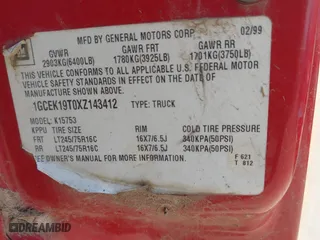 MFD BY GENERAL MOTORS CORP 02/99
GVWR GAWR FRT GAWR RR
2903KG(6400LB) 1780KG(3925LB) 1701KG(3750LB)
THIS VEHICLE CONFORMS TO ALL APPLICABLE U.S. FEDERAL MOTOR
VEHICLE SAFETY STANDARDS IN EFFECT ON THE DATE OF
MANUFACTURE SHOWN ABOVE.
1GCEK19T0XZ143412 TYPE: TRUCK
MODEL: K15753
KPPC TIRE SIZE RIM COLD TIRE PRESSURE
FRT LT245/75R16C 16X7/6.5J 340KPA(50PSI)
RR LT245/75R16C 16X7/6.5J 340KPA(50PSI)
SEE OWNER'S MANUAL FOR MORE INFORMATION. F 621
T 012
DREAMBID